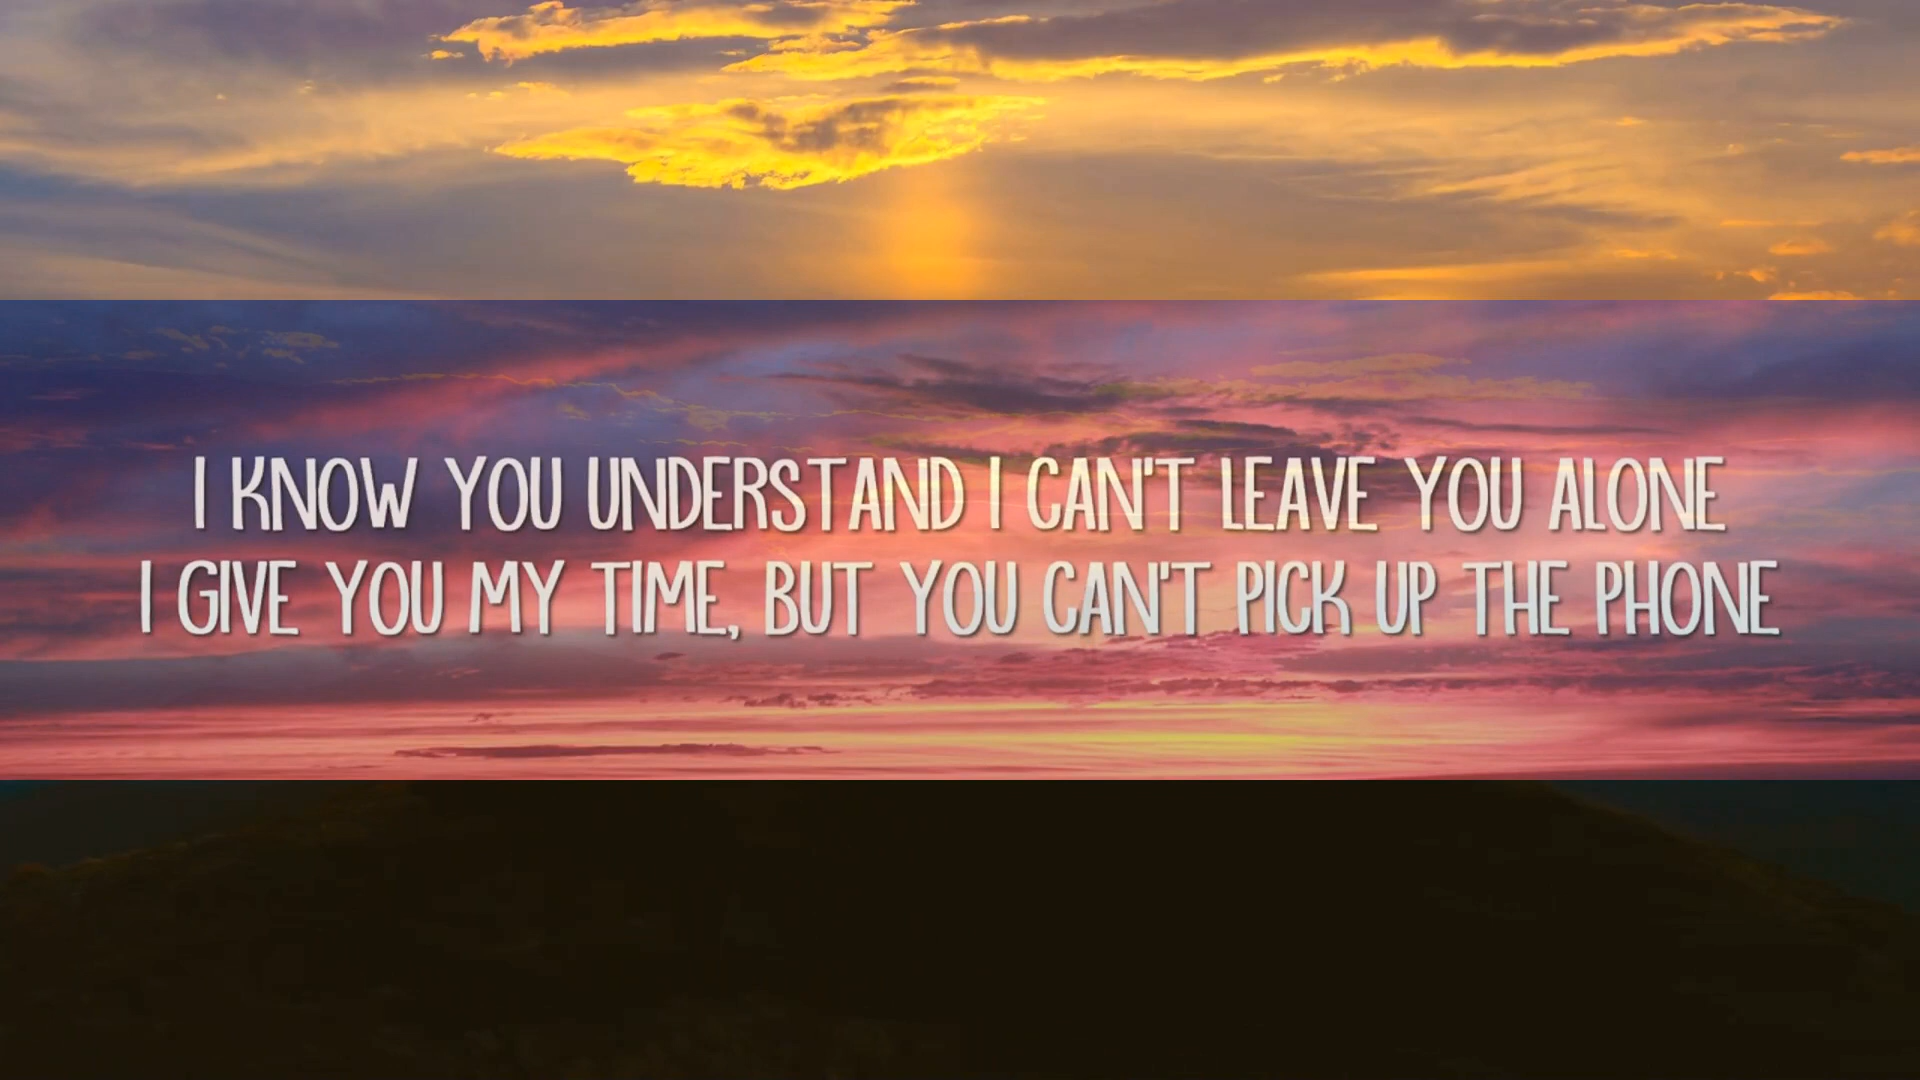 I KNOW YOU UNDERSTAND I CAN'T LEAVE YOU ALONE
I GIVE YOU MY TIME, BUT YOU CAN'T PICK UP THE PHONE